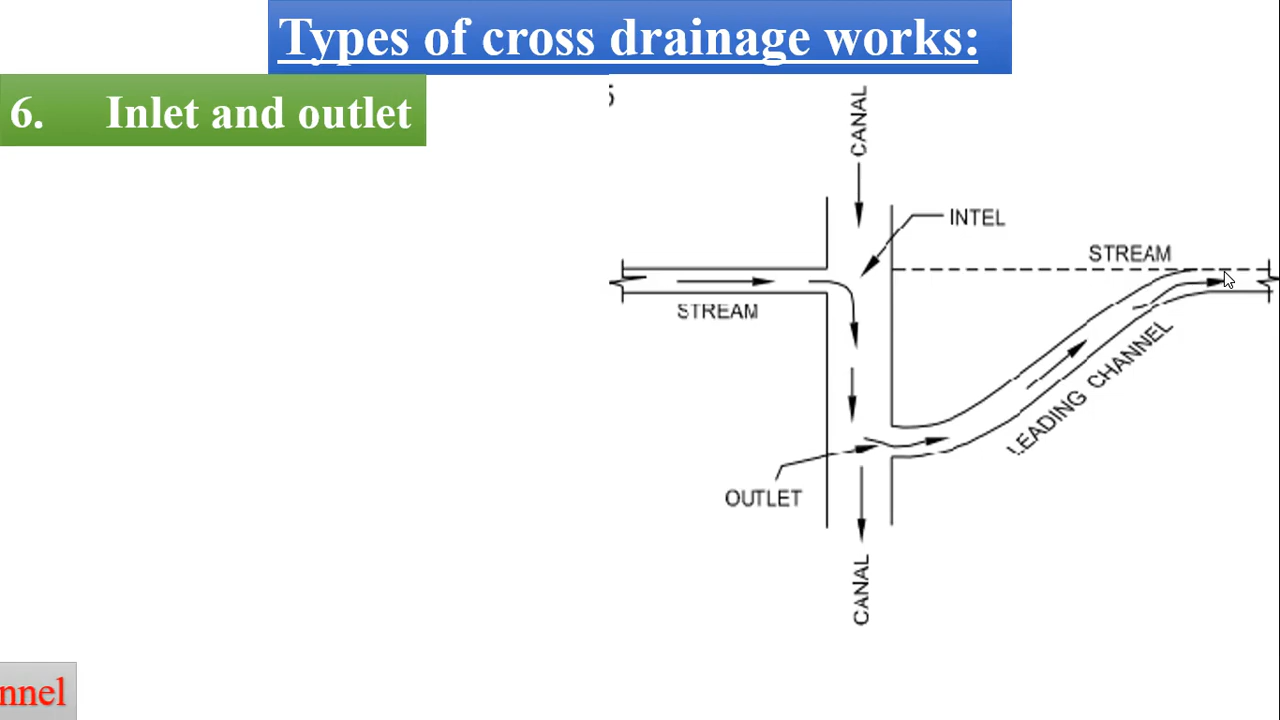 Types of cross drainage works:
6. Inlet and outlet
CANAL
INTEL
STREAM
STREAM
LEADING CHANNEL
OUTLET
CANAL
nnel